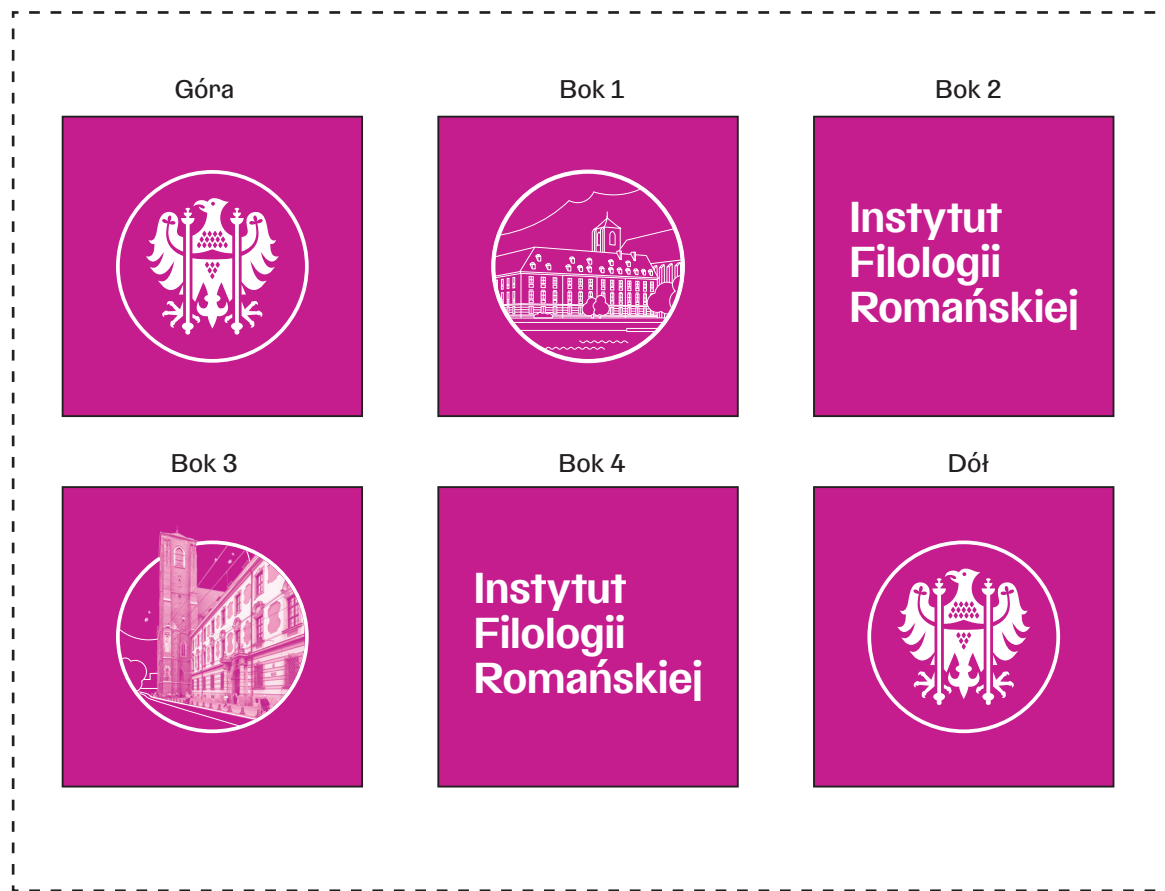 Góra
Bok 1
Bok 2
Instytut
Filologii
Romańskiej
Bok 3
Bok 4
Dół
Instytut
Filologii
Romańskiej